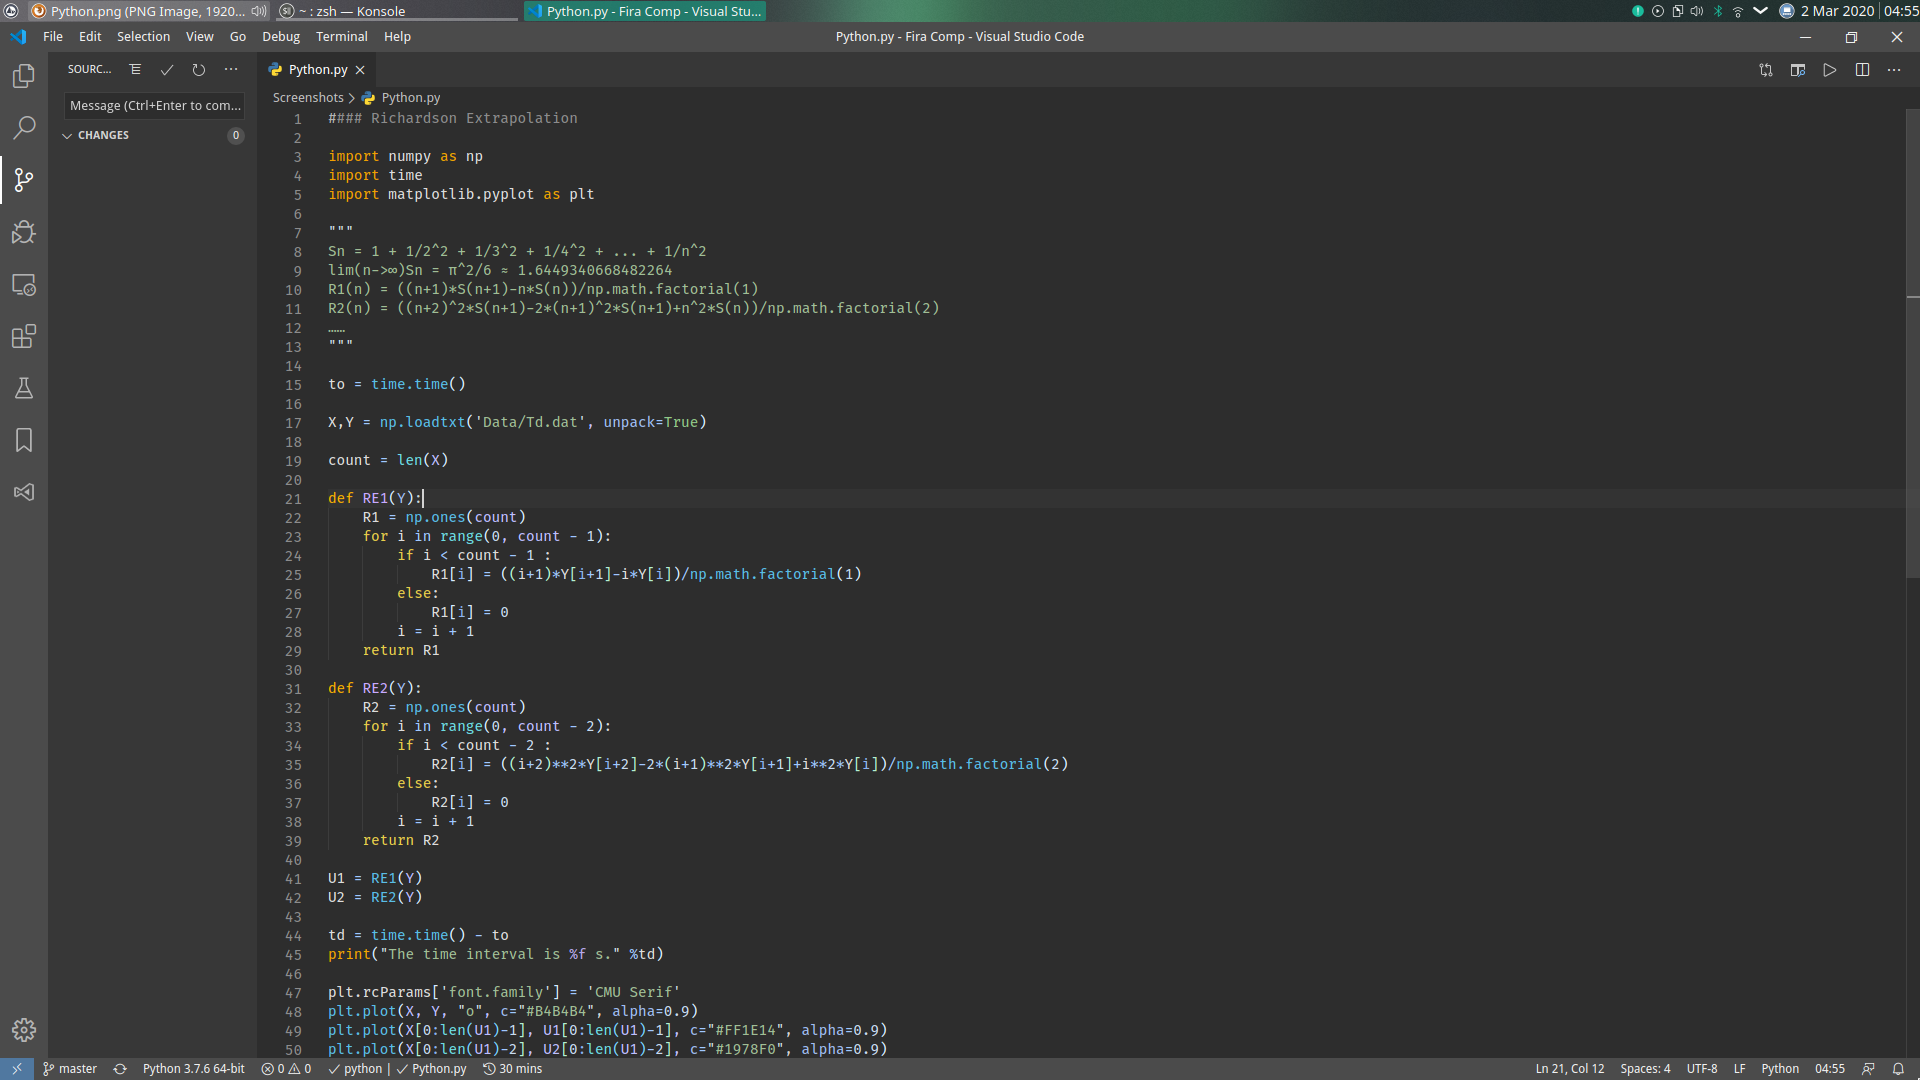 Python.png (PNG Image, 1920...
~ : zsh — Konsole
Python.py - Fira Comp - Visual Stu...
2 Mar 2020
04:55
File Edit Selection View Go Debug Terminal Help
Python.py - Fira Comp - Visual Studio Code
SOURC...
Python.py
Message (Ctrl+Enter to com...
CHANGES
0
Screenshots > Python.py
1 #### Richardson Extrapolation
2
3 import numpy as np
4 import time
5 import matplotlib.pyplot as plt
6
7 """
8 Sn = 1 + 1/2^2 + 1/3^2 + 1/4^2 + ... + 1/n^2
9 lim(n->∞)Sn = π^2/6 ≈ 1.6449340668482264
10 R1(n) = ((n+1)*S(n+1)-n*S(n))/np.math.factorial(1)
11 R2(n) = ((n+2)^2*S(n+1)-2*(n+1)^2*S(n+1)+n^2*S(n))/np.math.factorial(2)
12 ……
13 """
14
15 to = time.time()
16
17 X,Y = np.loadtxt('Data/Td.dat', unpack=True)
18
19 count = len(X)
20
21 def RE1(Y):
22     R1 = np.ones(count)
23     for i in range(0, count - 1):
24         if i < count - 1 :
25             R1[i] = ((i+1)*Y[i+1]-i*Y[i])/np.math.factorial(1)
26         else:
27             R1[i] = 0
28         i = i + 1
29     return R1
30
31 def RE2(Y):
32     R2 = np.ones(count)
33     for i in range(0, count - 2):
34         if i < count - 2 :
35             R2[i] = ((i+2)**2*Y[i+2]-2*(i+1)**2*Y[i+1]+i**2*Y[i])/np.math.factorial(2)
36         else:
37             R2[i] = 0
38         i = i + 1
39     return R2
40
41 U1 = RE1(Y)
42 U2 = RE2(Y)
43
44 td = time.time() - to
45 print("The time interval is %f s." %td)
46
47 plt.rcParams['font.family'] = 'CMU Serif'
48 plt.plot(X, Y, "o", c="#B4B4B4", alpha=0.9)
49 plt.plot(X[0:len(U1)-1], U1[0:len(U1)-1], c="#FF1E14", alpha=0.9)
50 plt.plot(X[0:len(U1)-2], U2[0:len(U1)-2], c="#1978F0", alpha=0.9)
master Python 3.7.6 64-bit 0 0 ✓ python | ✓ Python.py 30 mins
Ln 21, Col 12 Spaces: 4 UTF-8 LF Python 04:55